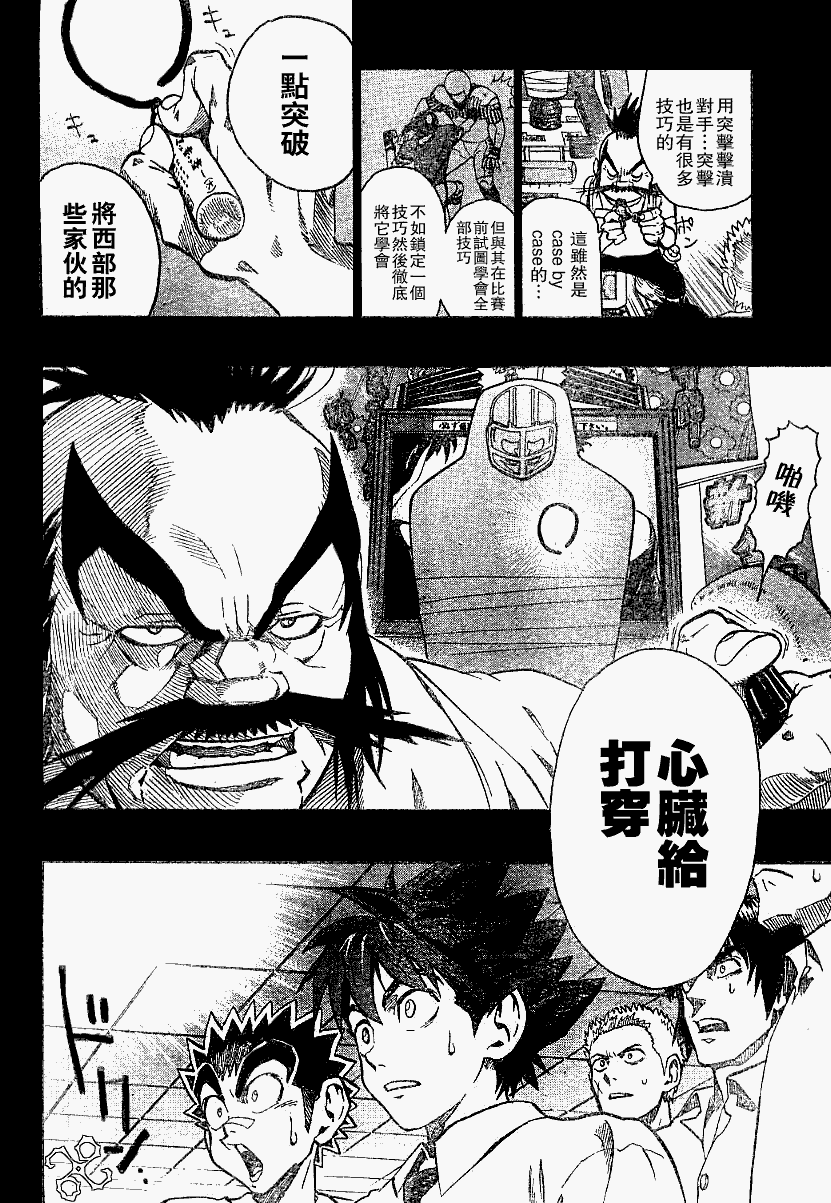 用突擊擊潰
對手…突擊
也是有很多
技巧的
這雖然是
case by
case的…
但與其在比賽
前試圖學會全
部技巧
不如鎖定一個
技巧然後徹底
將它學會
一點突破
將西部那
些家伙的
啪嘰
心臟給
打穿
ドド